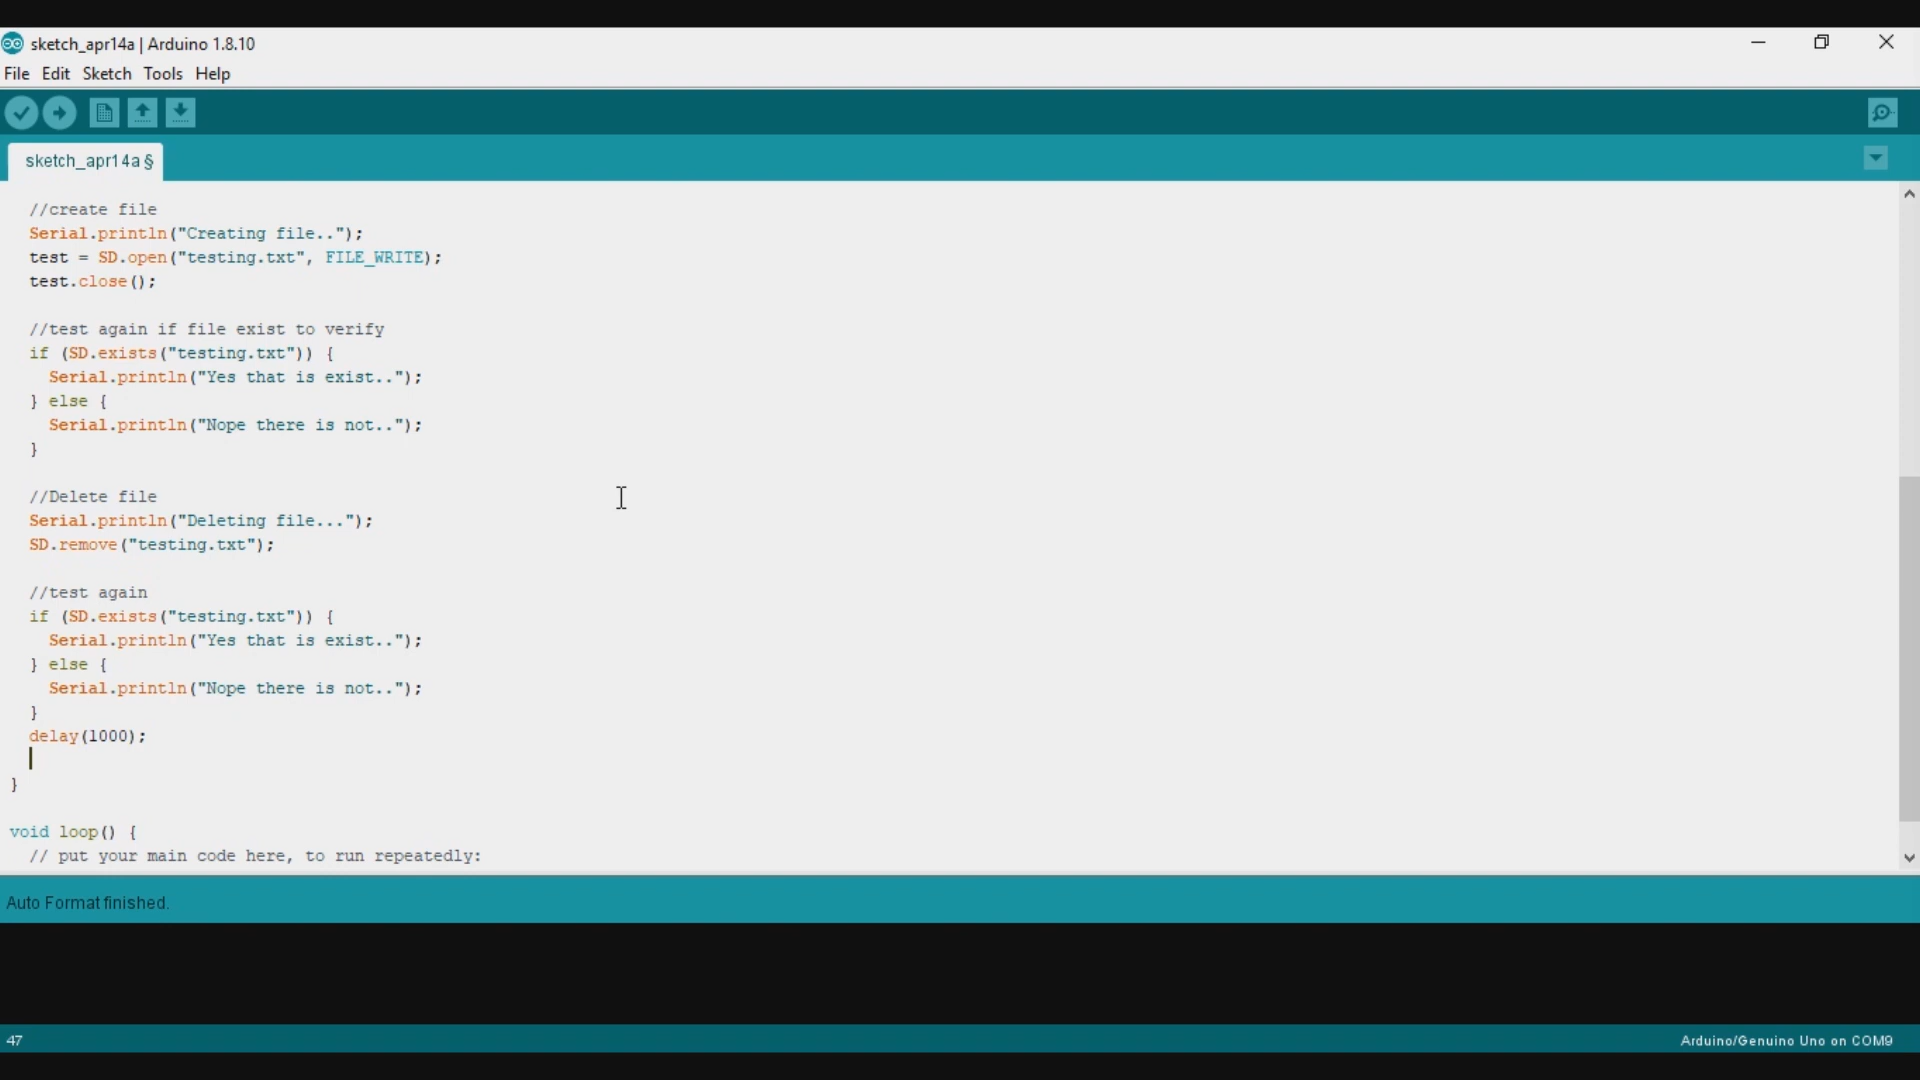 sketch_apr14a | Arduino 1.8.10
File Edit Sketch Tools Help
sketch_apr14a §
//create file
Serial.println("Creating file..");
test = SD.open("testing.txt", FILE_WRITE);
test.close();
//test again if file exist to verify
if (SD.exists("testing.txt")) {
Serial.println("Yes that is exist..");
} else {
Serial.println("Nope there is not..");
}
//Delete file
Serial.println("Deleting file...");
SD.remove("testing.txt");
//test again
if (SD.exists("testing.txt")) {
Serial.println("Yes that is exist..");
} else {
Serial.println("Nope there is not..");
}
delay(1000);
}
void loop() {
// put your main code here, to run repeatedly:
Auto Format finished.
47
Arduino/Genuino Uno on COM9